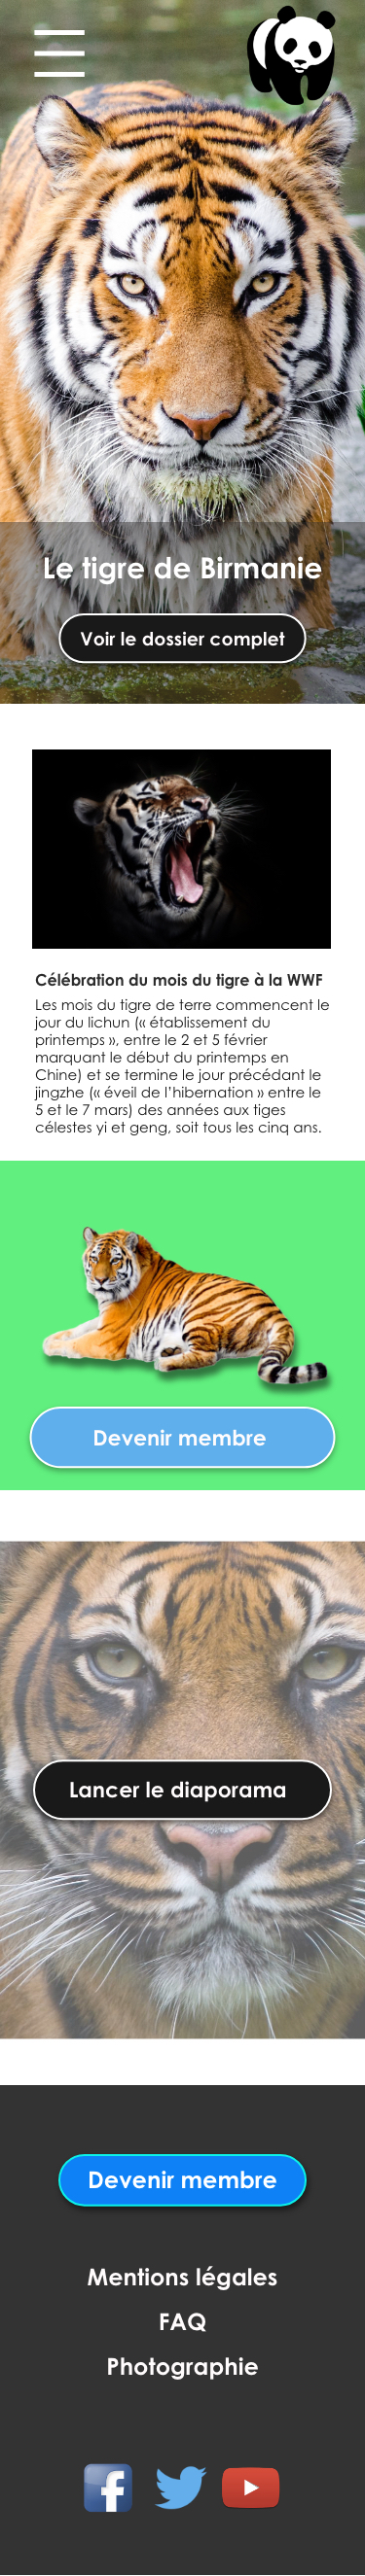 Le tigre de Birmanie
Voir le dossier complet
Célébration du mois du tigre à la WWF
Les mois du tigre de terre commencent le
jour du lichun (« établissement du
printemps », entre le 2 et 5 février
marquant le début du printemps en
Chine) et se termine le jour précédant le
jingzhe (« éveil de l'hibernation » entre le
5 et le 7 mars) des années aux tiges
célestes yi et geng, soit tous les cinq ans.
Devenir membre
Lancer le diaporama
Devenir membre
Mentions légales
FAQ
Photographie